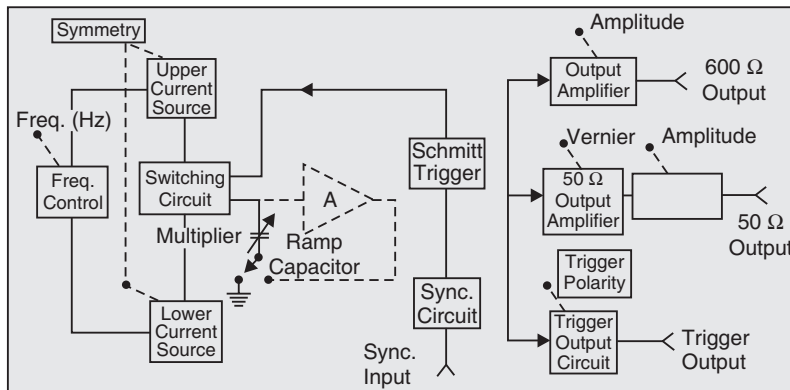 Symmetry
Upper
Current
Source
Freq. (Hz)
Freq.
Control
Switching
Circuit
A
Multiplier
Ramp
Capacitor
Lower
Current
Source
Schmitt
Trigger
Sync.
Circuit
Sync.
Input
Amplitude
Output
Amplifier
600 Ω
Output
Vernier
Amplitude
50 Ω
Output
Amplifier
50 Ω
Output
Trigger
Polarity
Trigger
Output
Circuit
Trigger
Output